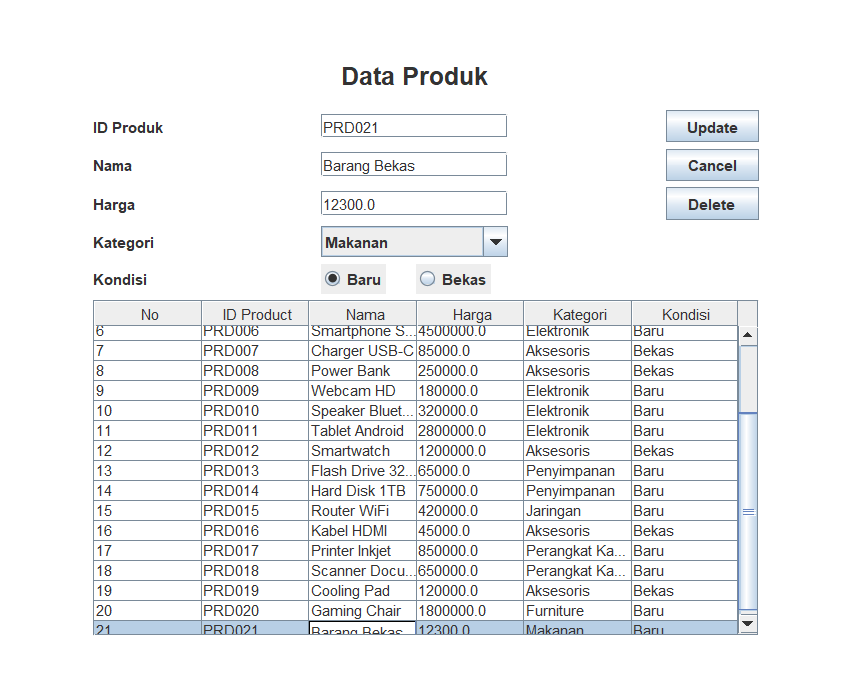 Data Produk
ID Produk PRD021 Update
Nama Barang Bekas Cancel
Harga 12300.0 Delete
Kategori Makanan
Kondisi Baru Bekas
No ID Product Nama Harga Kategori Kondisi
6 PRD006 Smartphone S... 4500000.0 Elektronik Baru
7 PRD007 Charger USB-C 85000.0 Aksesoris Bekas
8 PRD008 Power Bank 250000.0 Aksesoris Bekas
9 PRD009 Webcam HD 180000.0 Elektronik Baru
10 PRD010 Speaker Bluet... 320000.0 Elektronik Baru
11 PRD011 Tablet Android 2800000.0 Elektronik Baru
12 PRD012 Smartwatch 1200000.0 Aksesoris Bekas
13 PRD013 Flash Drive 32... 65000.0 Penyimpanan Baru
14 PRD014 Hard Disk 1TB 750000.0 Penyimpanan Baru
15 PRD015 Router WiFi 420000.0 Jaringan Baru
16 PRD016 Kabel HDMI 45000.0 Aksesoris Bekas
17 PRD017 Printer Inkjet 850000.0 Perangkat Ka... Baru
18 PRD018 Scanner Docu... 650000.0 Perangkat Ka... Baru
19 PRD019 Cooling Pad 120000.0 Aksesoris Bekas
20 PRD020 Gaming Chair 1800000.0 Furniture Baru
21 PRD021 Barang Bekas 12300.0 Makanan Baru